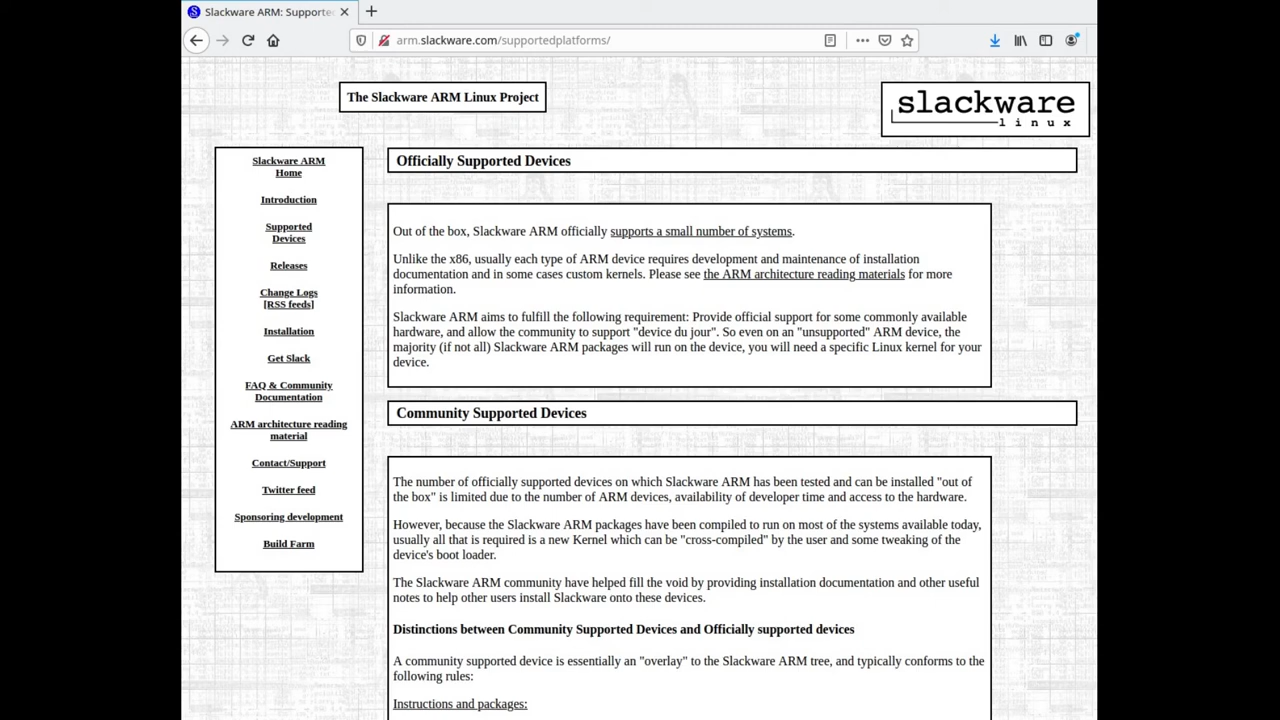 Slackware ARM: Supported
arm.slackware.com/supportedplatforms/
The Slackware ARM Linux Project
slackware
linux
Slackware ARM
Home
Introduction
Supported
Devices
Releases
Change Logs
[RSS feeds]
Installation
Get Slack
FAQ & Community
Documentation
ARM architecture reading
material
Contact/Support
Twitter feed
Sponsoring development
Build Farm
Officially Supported Devices
Out of the box, Slackware ARM officially supports a small number of systems.
Unlike the x86, usually each type of ARM device requires development and maintenance of installation
documentation and in some cases custom kernels. Please see the ARM architecture reading materials for more
information.
Slackware ARM aims to fulfill the following requirement: Provide official support for some commonly available
hardware, and allow the community to support "device du jour". So even on an "unsupported" ARM device, the
majority (if not all) Slackware ARM packages will run on the device, you will need a specific Linux kernel for your
device.
Community Supported Devices
The number of officially supported devices on which Slackware ARM has been tested and can be installed "out of
the box" is limited due to the number of ARM devices, availability of developer time and access to the hardware.
However, because the Slackware ARM packages have been compiled to run on most of the systems available today,
usually all that is required is a new Kernel which can be "cross-compiled" by the user and some tweaking of the
device's boot loader.
The Slackware ARM community have helped fill the void by providing installation documentation and other useful
notes to help other users install Slackware onto these devices.
Distinctions between Community Supported Devices and Officially supported devices
A community supported device is essentially an "overlay" to the Slackware ARM tree, and typically conforms to the
following rules:
Instructions and packages: